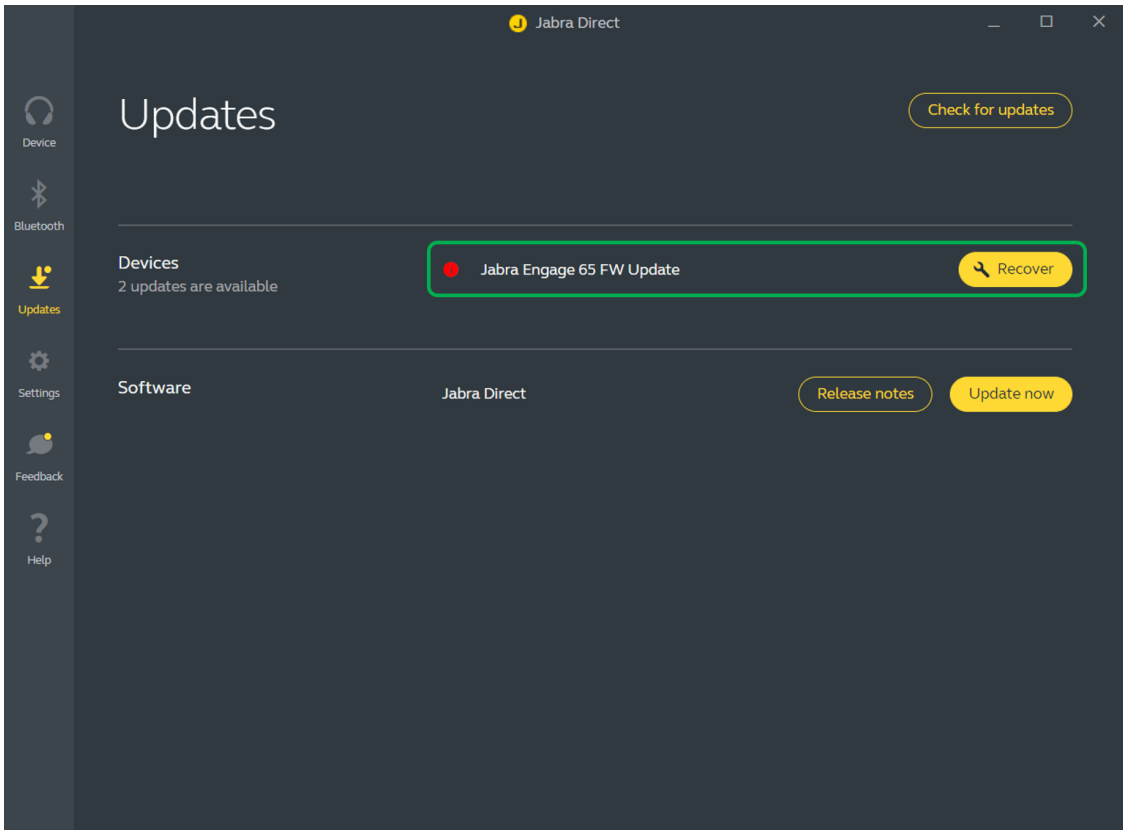 Jabra Direct
Device
Bluetooth
Updates
Settings
Feedback
Help
Updates
Check for updates
Devices
2 updates are available
Jabra Engage 65 FW Update
Recover
Software
Jabra Direct
Release notes
Update now